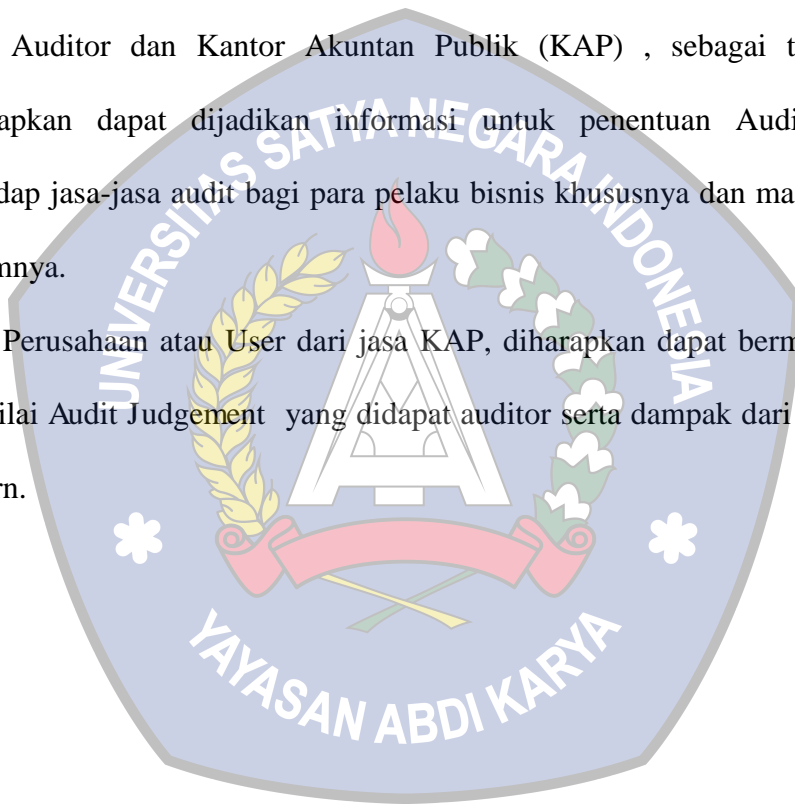 Auditor dan Kantor Akuntan Publik (KAP) , sebagai t
apkan dapat dijadikan informasi untuk penentuan Audi
dap jasa-jasa audit bagi para pelaku bisnis khususnya dan ma
mnya.
Perusahaan atau User dari jasa KAP, diharapkan dapat berm
ilai Audit Judgement yang didapat auditor serta dampak dari
rn.
UNIVERSITAS SATYA NEGARA INDONESIA
YAYASAN ABDI KARYA